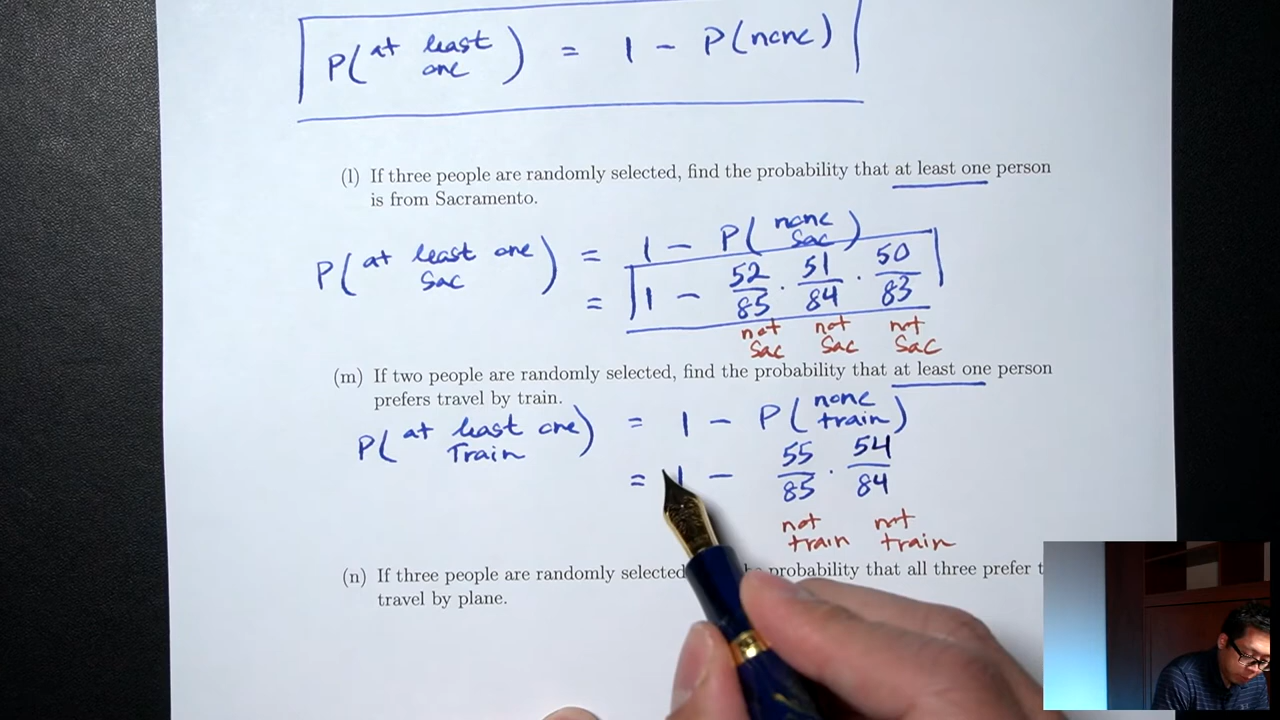 P(at least one) = 1 - P(none)
(l) If three people are randomly selected, find the probability that at least one person
is from Sacramento.
P(at least one Sac) = 1 - P(none Sac)
= 1 - 52/85 · 51/84 · 50/83
not Sac not Sac not Sac
(m) If two people are randomly selected, find the probability that at least one person
prefers travel by train.
P(at least one Train) = 1 - P(none train)
= 1 - 55/85 · 54/84
not train not train
(n) If three people are randomly selected probability that all three prefer
travel by plane.